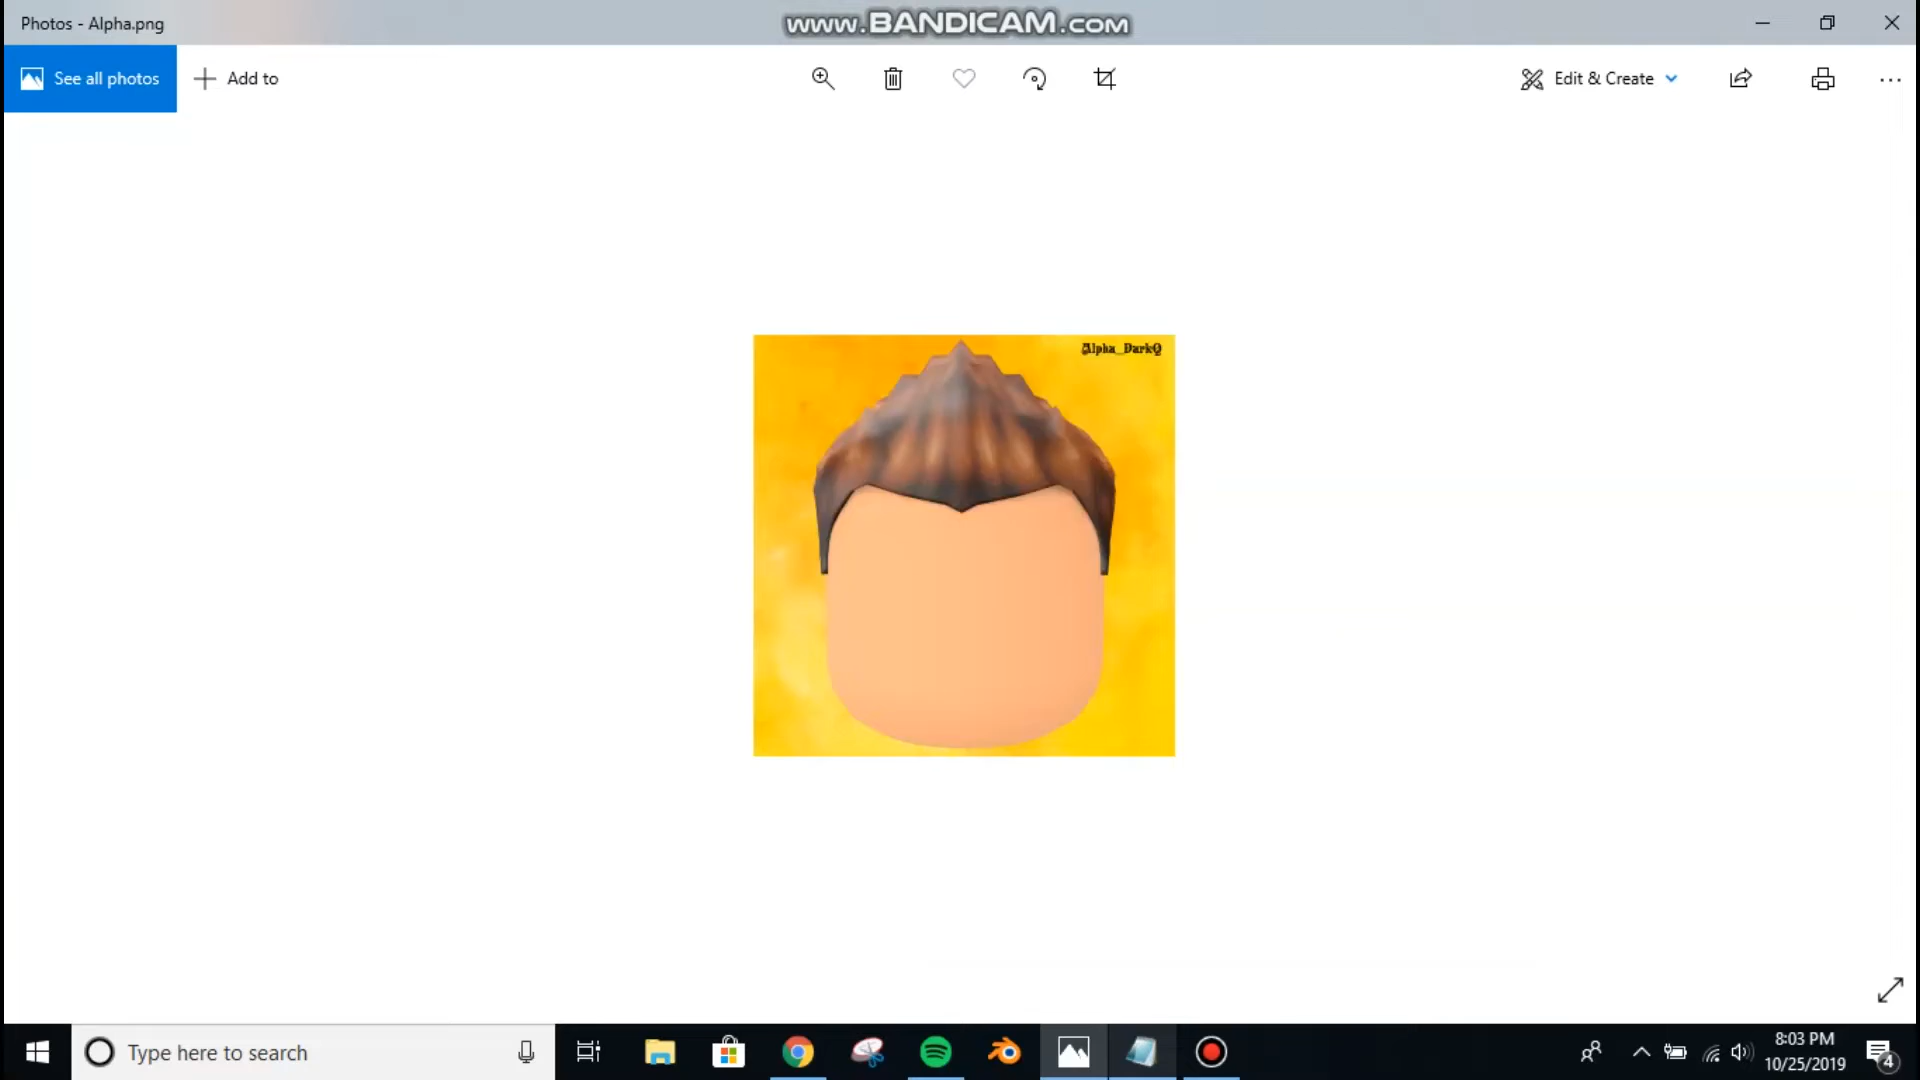 Photos - Alpha.png
www.BANDICAM.com
See all photos
Add to
Edit & Create
Alpha_DarkQ
Type here to search
8:03 PM
10/25/2019
4